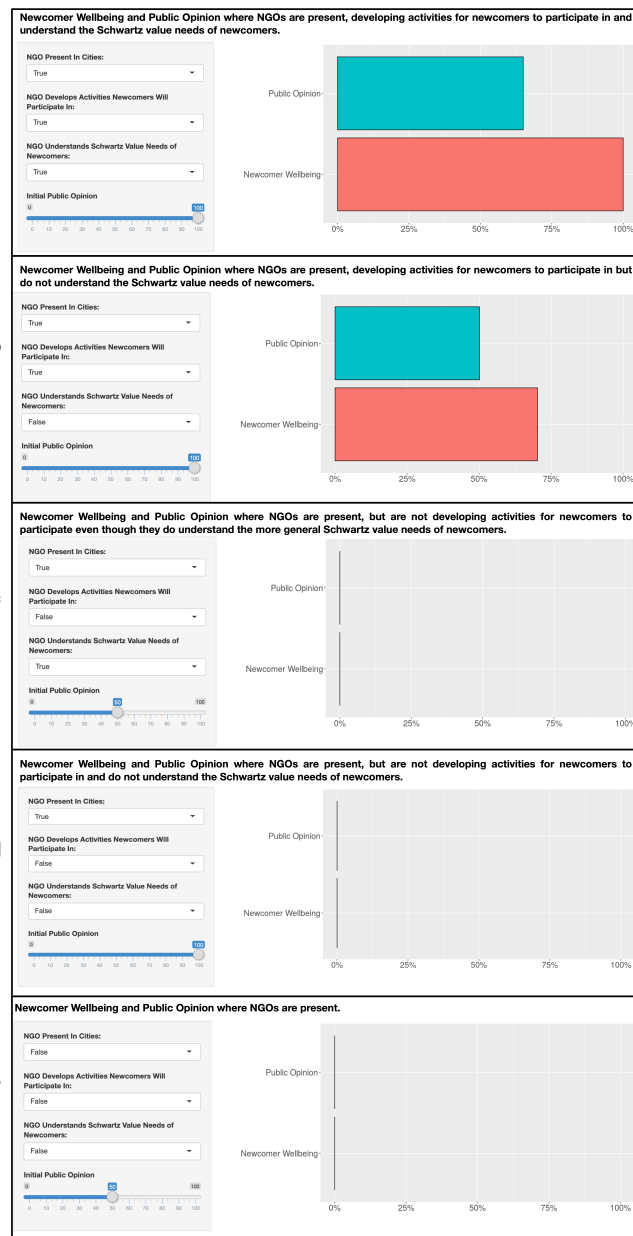 Newcomer Wellbeing and Public Opinion where NGOs are present, developing activities for newcomers to participate in and
understand the Schwartz value needs of newcomers.
NGO Present In Cities:
True
NGO Develops Activities Newcomers Will
Participate In:
True
NGO Understands Schwartz Value Needs of
Newcomers:
True
Initial Public Opinion
0 100
0 10 20 30 40 50 60 70 80 90 100
Public Opinion
Newcomer Wellbeing
0% 25% 50% 75% 100%
Newcomer Wellbeing and Public Opinion where NGOs are present, developing activities for newcomers to participate in but
do not understand the Schwartz value needs of newcomers.
NGO Present In Cities:
True
NGO Develops Activities Newcomers Will
Participate In:
True
NGO Understands Schwartz Value Needs of
Newcomers:
False
Initial Public Opinion
0 100
0 10 20 30 40 50 60 70 80 90 100
Public Opinion
Newcomer Wellbeing
0% 25% 50% 75% 100%
Newcomer Wellbeing and Public Opinion where NGOs are present, but are not developing activities for newcomers to
participate even though they do understand the more general Schwartz value needs of newcomers.
NGO Present In Cities:
True
NGO Develops Activities Newcomers Will
Participate In:
False
NGO Understands Schwartz Value Needs of
Newcomers:
True
Initial Public Opinion
0 50 100
0 10 20 30 40 50 60 70 80 90 100
Public Opinion
Newcomer Wellbeing
0% 25% 50% 75% 100%
Newcomer Wellbeing and Public Opinion where NGOs are present, but are not developing activities for newcomers to
participate in and do not understand the Schwartz value needs of newcomers.
NGO Present In Cities:
True
NGO Develops Activities Newcomers Will
Participate In:
False
NGO Understands Schwartz Value Needs of
Newcomers:
False
Initial Public Opinion
0 100
0 10 20 30 40 50 60 70 80 90 100
Public Opinion
Newcomer Wellbeing
0% 25% 50% 75% 100%
Newcomer Wellbeing and Public Opinion where NGOs are present.
NGO Present In Cities:
False
NGO Develops Activities Newcomers Will
Participate In:
False
NGO Understands Schwartz Value Needs of
Newcomers:
False
Initial Public Opinion
0 50 100
0 10 20 30 40 50 60 70 80 90 100
Public Opinion
Newcomer Wellbeing
0% 25% 50% 75% 100%